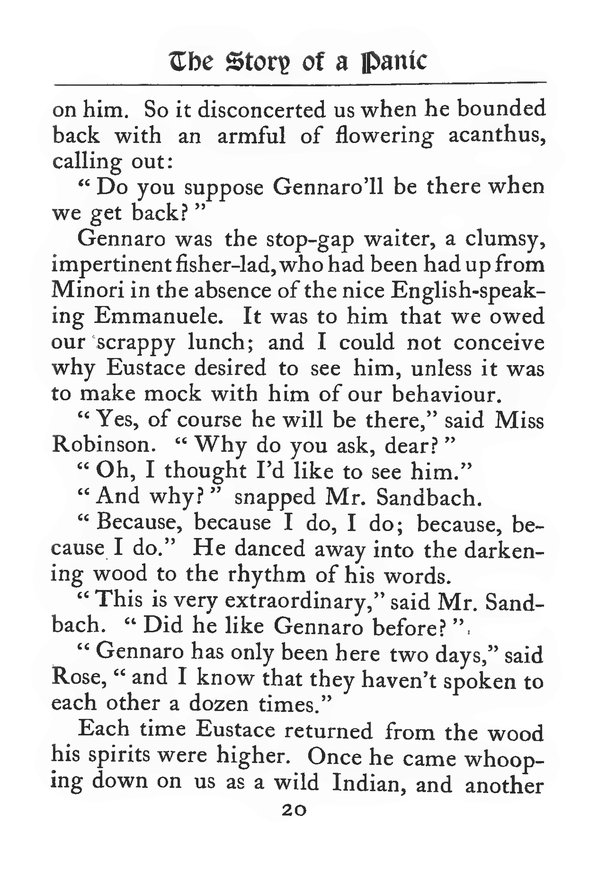 The Story of a Panic
on him. So it disconcerted us when he bounded
back with an armful of flowering acanthus,
calling out:
“ Do you suppose Gennaro’ll be there when
we get back? ”
Gennaro was the stop-gap waiter, a clumsy,
impertinent fisher-lad, who had been had up from
Minori in the absence of the nice English-speak-
ing Emmanuele. It was to him that we owed
our scrappy lunch; and I could not conceive
why Eustace desired to see him, unless it was
to make mock with him of our behaviour.
“ Yes, of course he will be there,” said Miss
Robinson. “ Why do you ask, dear? ”
“ Oh, I thought I’d like to see him.”
“ And why? ” snapped Mr. Sandbach.
“ Because, because I do, I do; because, be-
cause I do.” He danced away into the darken-
ing wood to the rhythm of his words.
“ This is very extraordinary,” said Mr. Sand-
bach. “ Did he like Gennaro before? ”
“ Gennaro has only been here two days,” said
Rose, “ and I know that they haven’t spoken to
each other a dozen times.”
Each time Eustace returned from the wood
his spirits were higher. Once he came whoop-
ing down on us as a wild Indian, and another
20